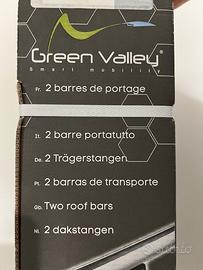 Green Valley®
Smart mobility
Fr. 2 barres de portage
It. 2 barre portatutto
De. 2 Trägerstangen
Pt. 2 barras de transporte
Gb. Two roof bars
Nl. 2 dakstangen
Subito